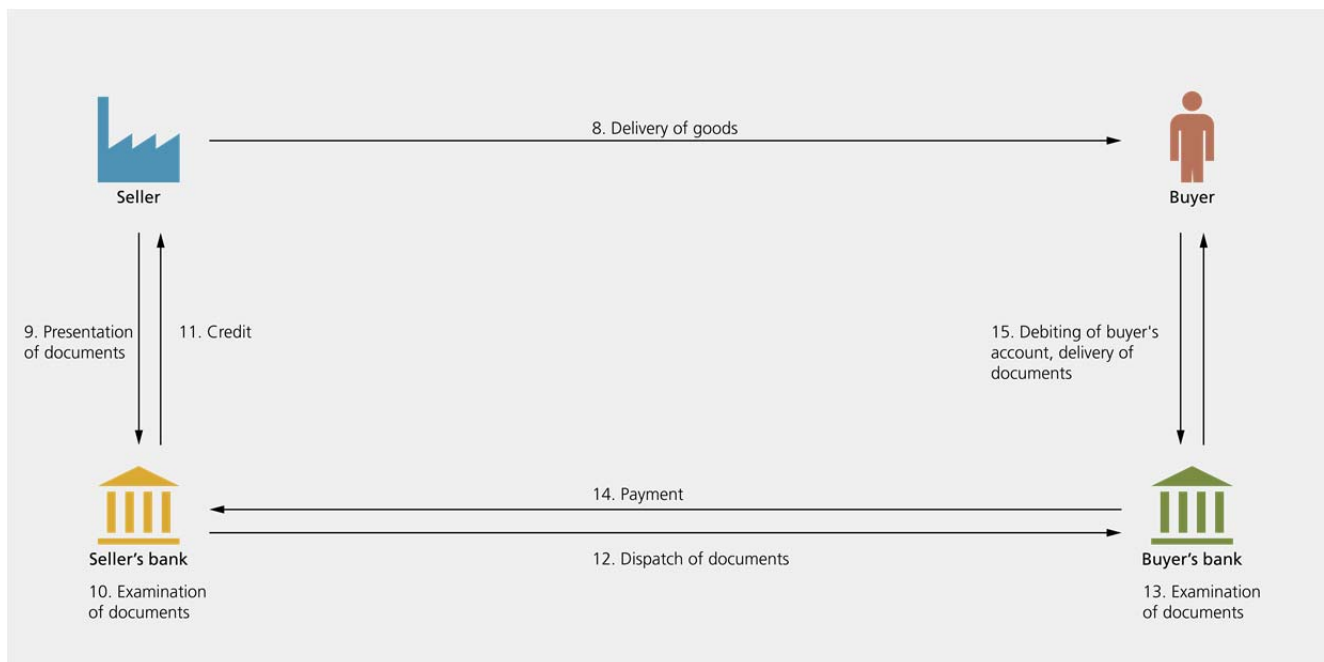 8. Delivery of goods
Seller
Buyer
9. Presentation
of documents
11. Credit
15. Debiting of buyer's
account, delivery of
documents
14. Payment
12. Dispatch of documents
Seller’s bank
Buyer’s bank
10. Examination
of documents
13. Examination
of documents